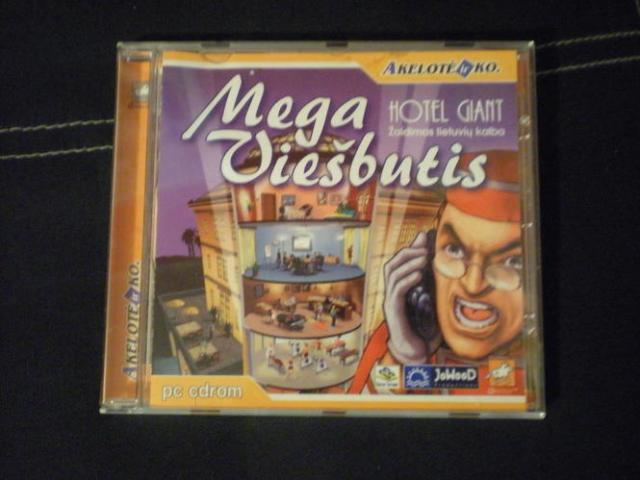 AKELOTĖ ir KO.
Mega
Viešbutis
HOTEL GIANT
Žaidimas lietuvių kalba
AKELOTĖ ir KO.
pc cdrom
JoWooD